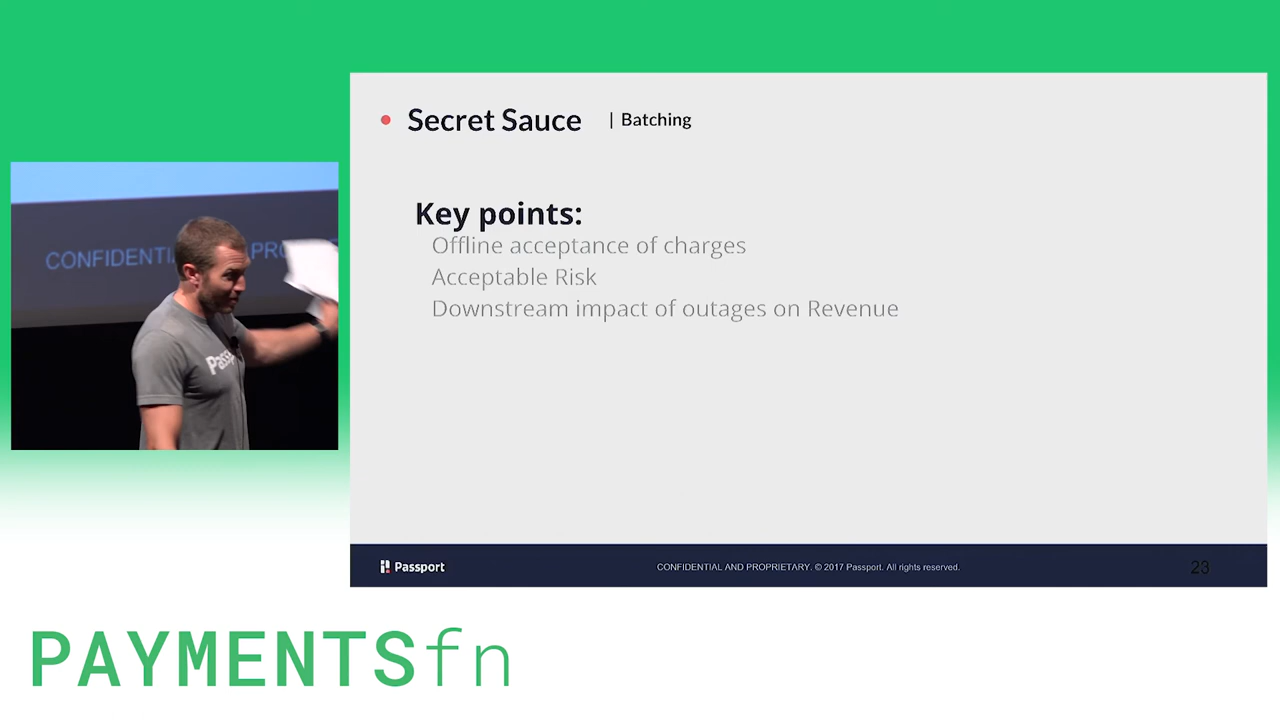 Secret Sauce | Batching
Key points:
Offline acceptance of charges
Acceptable Risk
Downstream impact of outages on Revenue
Passport
CONFIDENTIAL AND PROPRIETARY. © 2017 Passport. All rights reserved.
23
PAYMENTSfn